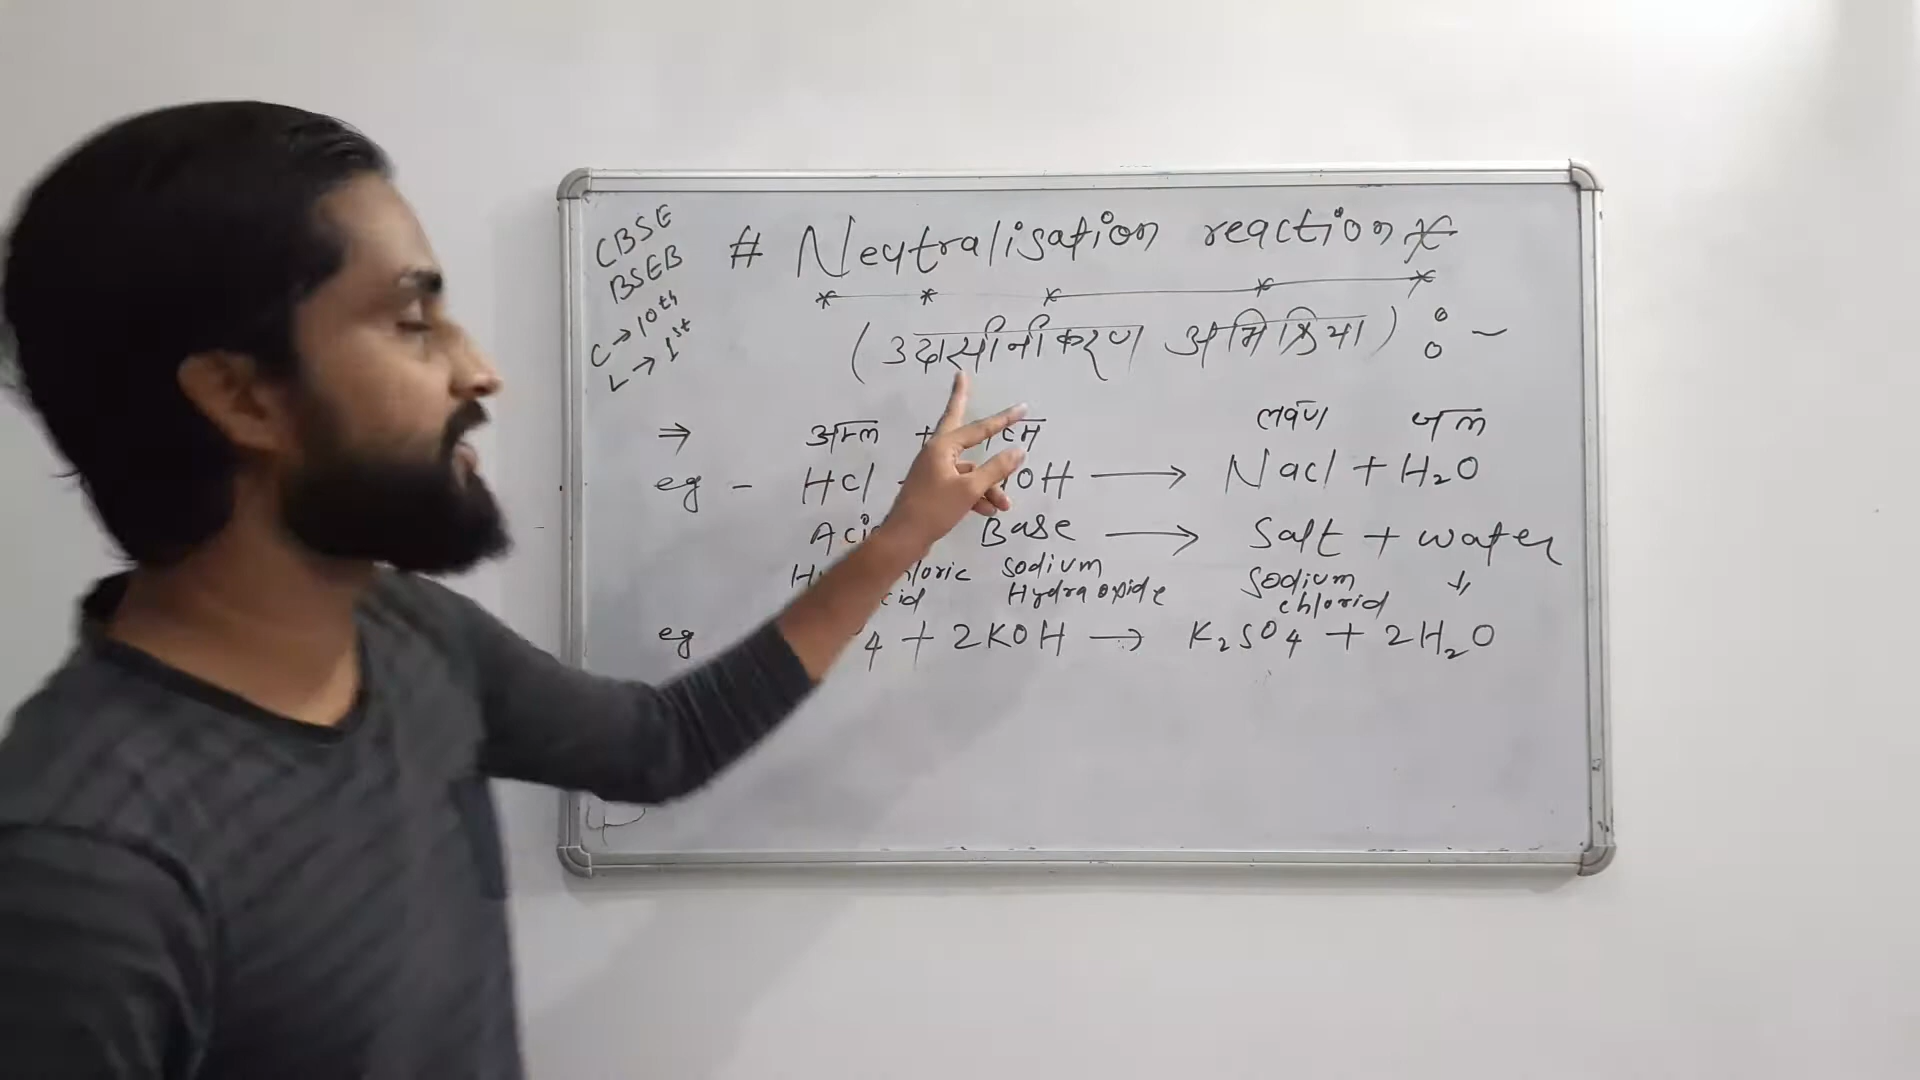 CBSE
BSEB
C → 10th
L → 1st
# Neutralisation reaction
(उदासीनीकरण अभिक्रिया) : –
⇒ अम्ल + लवण जल
eg – HCl OH → Nacl + H₂O
Base → Salt + water
loric sodium Hydraoxide sodium chlorid ↓
eg 4 + 2KOH → K₂SO₄ + 2H₂O